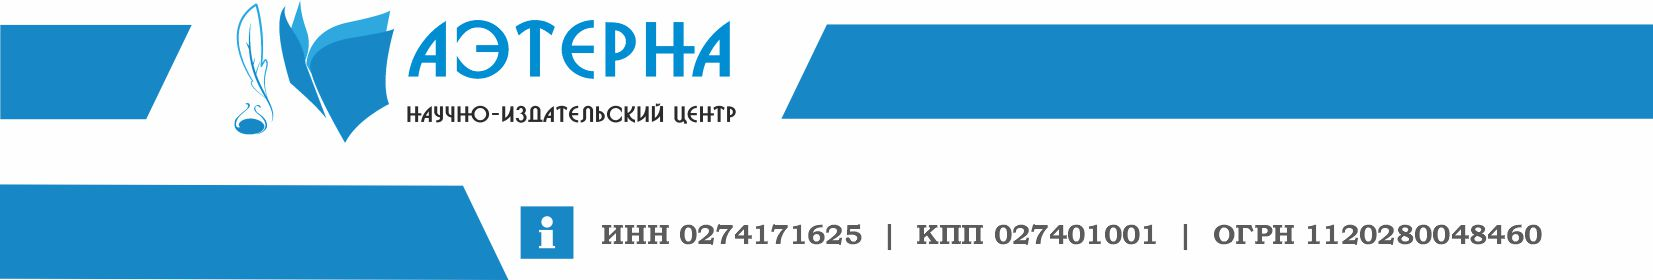 АЭТЕРНА
НАУЧНО-ИЗДАТЕЛЬСКИЙ ЦЕНТР
i ИНН 0274171625 | КПП 027401001 | ОГРН 1120280048460